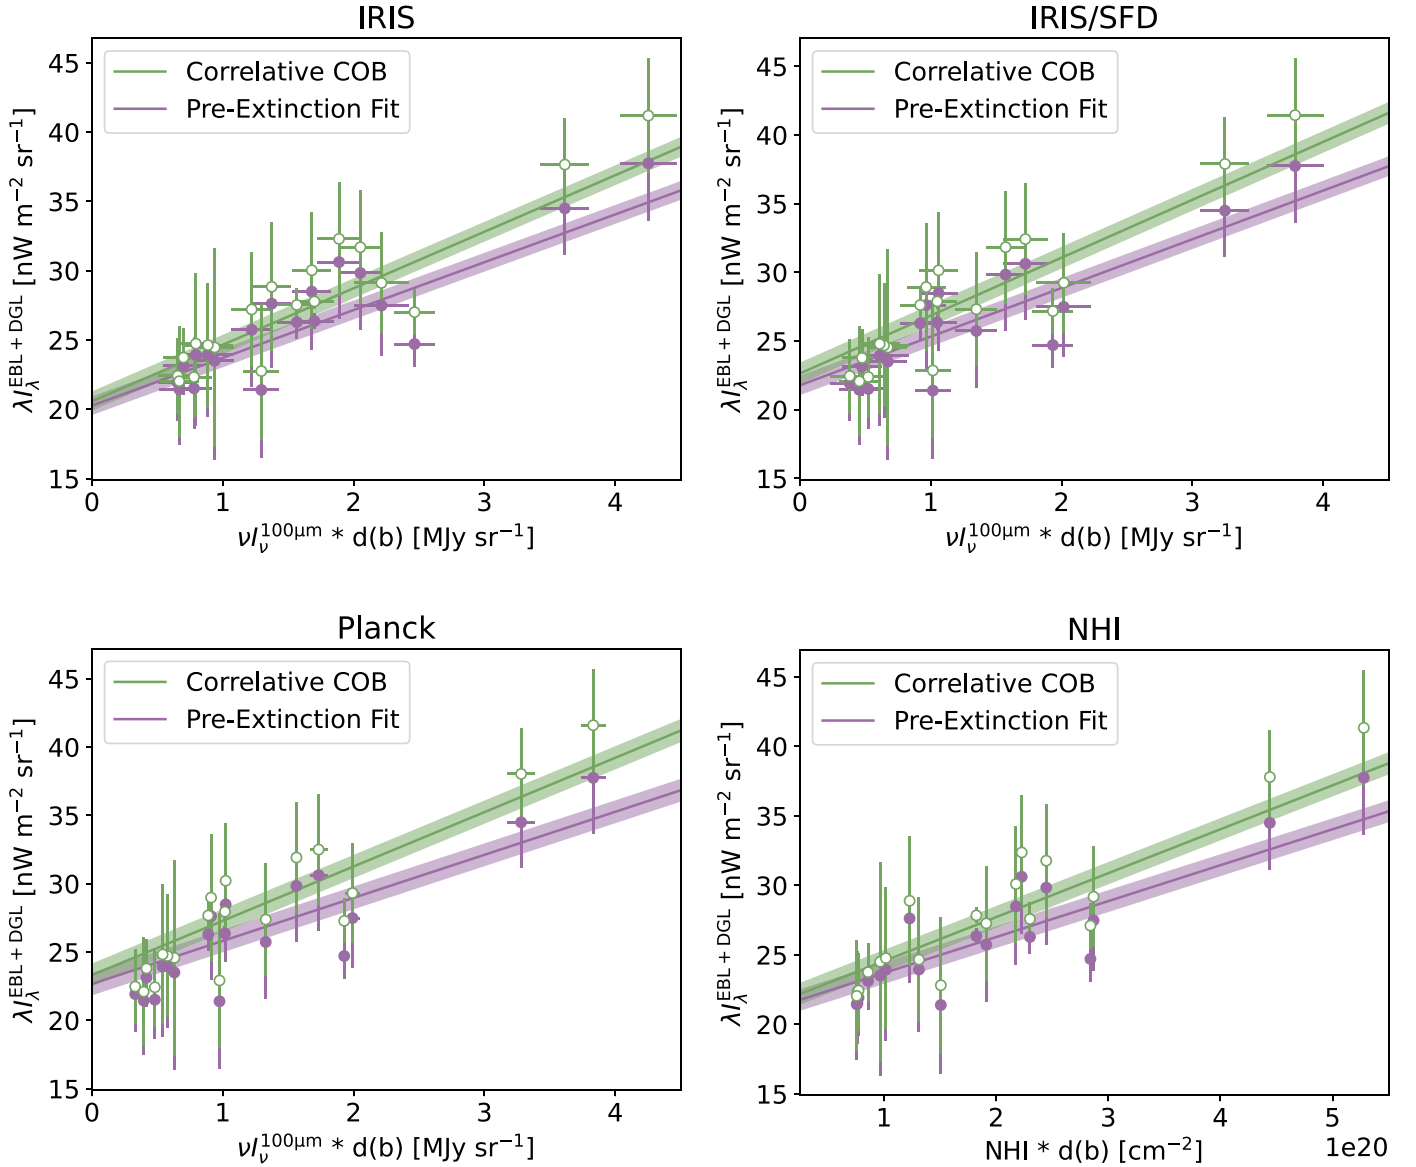 IRIS
Correlative COB
Pre-Extinction Fit
45
40
35
30
25
20
15
0 1 2 3 4
λI_λ^{EBL + DGL} [nW m⁻² sr⁻¹]
νI_ν^{100μm} * d(b) [MJy sr⁻¹]
IRIS/SFD
Correlative COB
Pre-Extinction Fit
45
40
35
30
25
20
15
0 1 2 3 4
λI_λ^{EBL + DGL} [nW m⁻² sr⁻¹]
νI_ν^{100μm} * d(b) [MJy sr⁻¹]
Planck
Correlative COB
Pre-Extinction Fit
45
40
35
30
25
20
15
0 1 2 3 4
λI_λ^{EBL + DGL} [nW m⁻² sr⁻¹]
νI_ν^{100μm} * d(b) [MJy sr⁻¹]
NHI
Correlative COB
Pre-Extinction Fit
45
40
35
30
25
20
15
1 2 3 4 5
1e20
λI_λ^{EBL + DGL} [nW m⁻² sr⁻¹]
NHI * d(b) [cm⁻²]